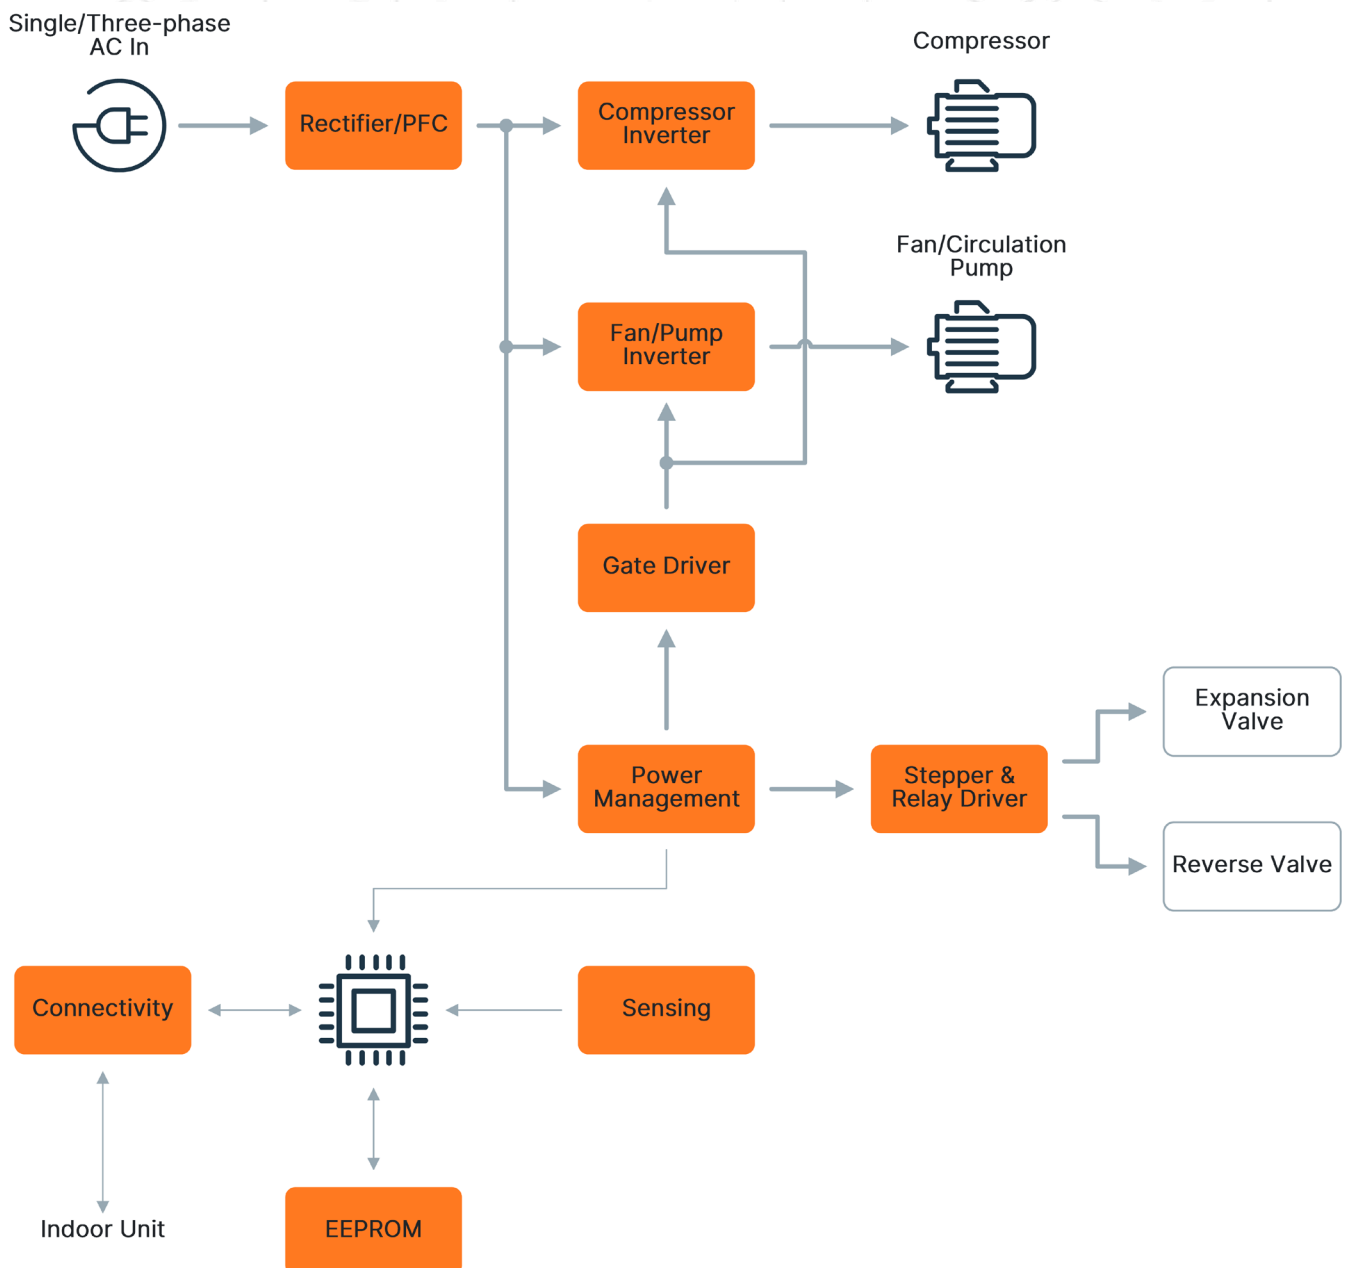 Single/Three-phase
AC In
Compressor
Rectifier/PFC
Compressor
Inverter
Fan/Circulation
Pump
Fan/Pump
Inverter
Gate Driver
Expansion
Valve
Power
Management
Stepper &
Relay Driver
Reverse Valve
Connectivity
Sensing
Indoor Unit
EEPROM